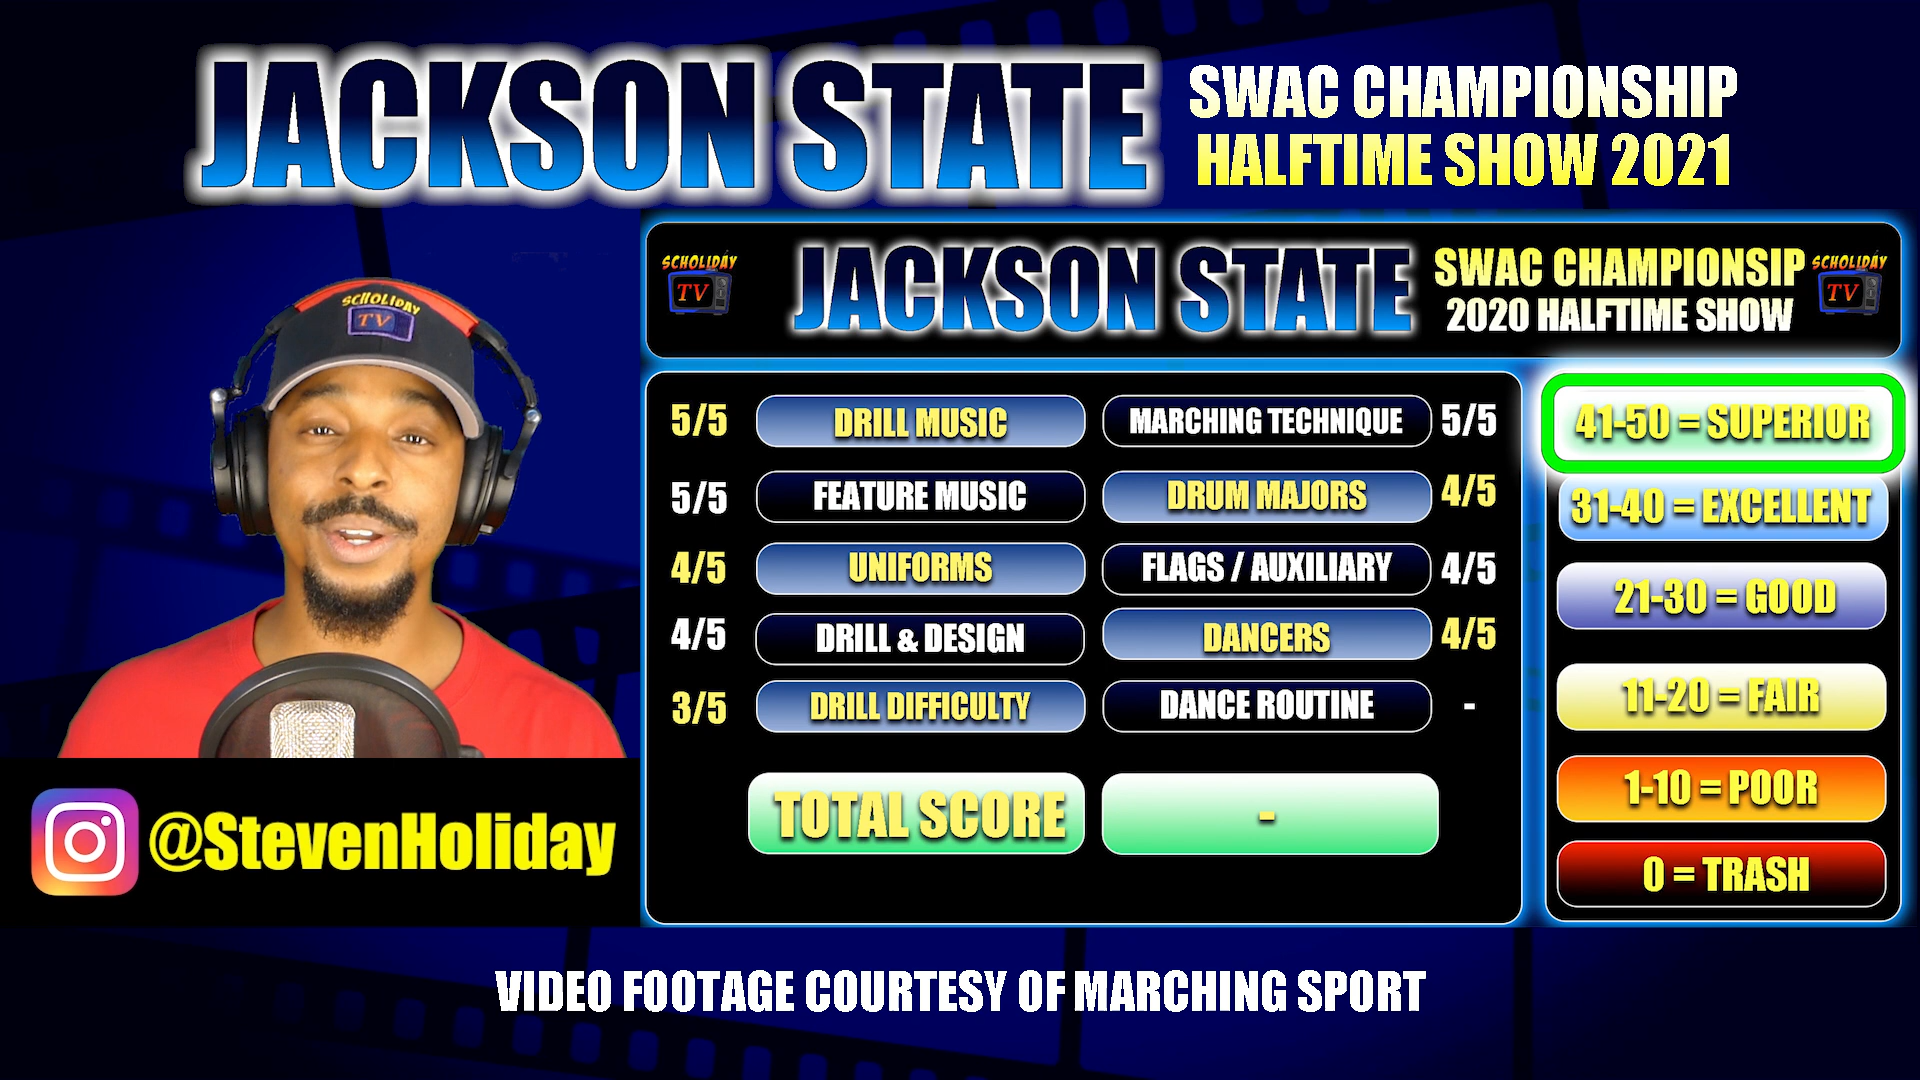 JACKSON STATE
SWAC CHAMPIONSHIP
HALFTIME SHOW 2021
SCHOLIDAY
TV
JACKSON STATE
SWAC CHAMPIONSIP
2020 HALFTIME SHOW
SCHOLIDAY
TV
SCHOLIDAY
TV
5/5 DRILL MUSIC MARCHING TECHNIQUE 5/5
5/5 FEATURE MUSIC DRUM MAJORS 4/5
4/5 UNIFORMS FLAGS / AUXILIARY 4/5
4/5 DRILL & DESIGN DANCERS 4/5
3/5 DRILL DIFFICULTY DANCE ROUTINE -
TOTAL SCORE -
41-50 = SUPERIOR
31-40 = EXCELLENT
21-30 = GOOD
11-20 = FAIR
1-10 = POOR
0 = TRASH
@StevenHoliday
VIDEO FOOTAGE COURTESY OF MARCHING SPORT